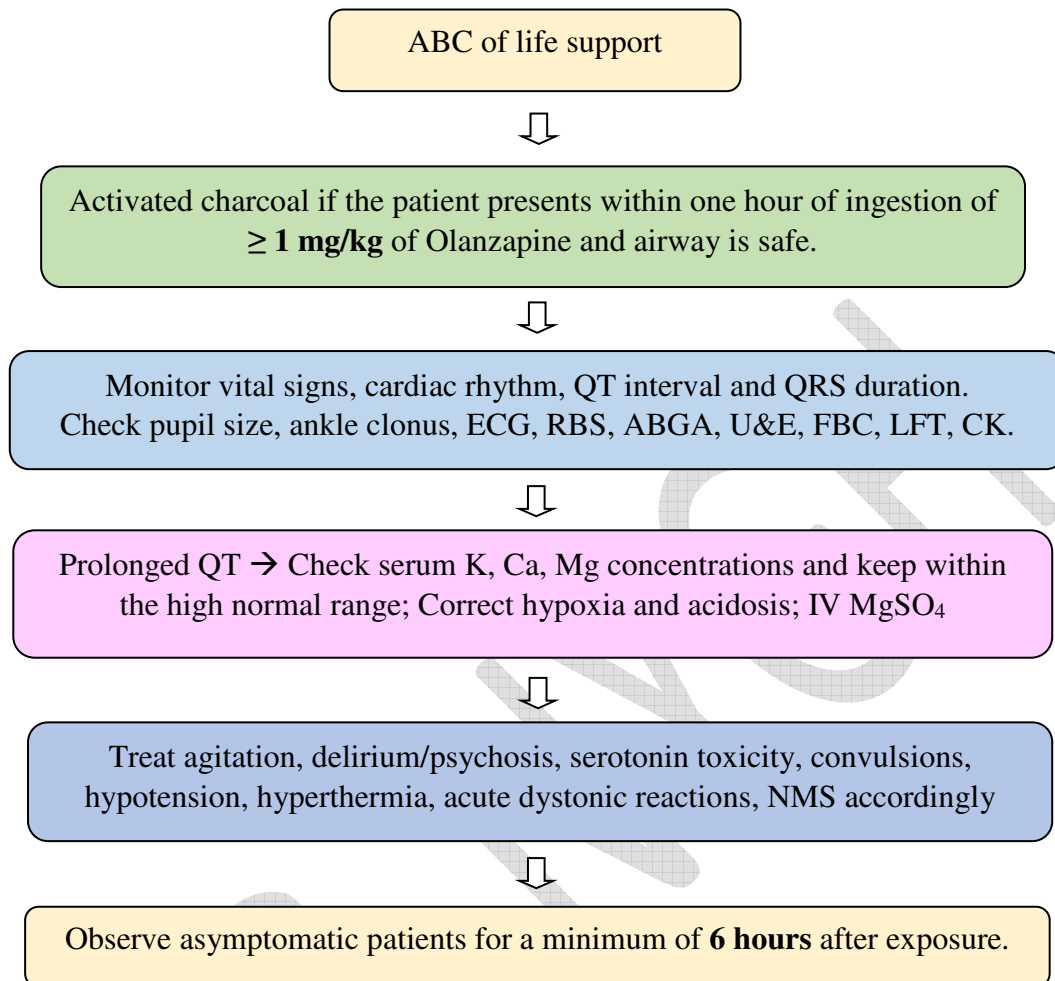 ABC of life support
Activated charcoal if the patient presents within one hour of ingestion of
≥ 1 mg/kg of Olanzapine and airway is safe.
Monitor vital signs, cardiac rhythm, QT interval and QRS duration.
Check pupil size, ankle clonus, ECG, RBS, ABGA, U&E, FBC, LFT, CK.
Prolonged QT → Check serum K, Ca, Mg concentrations and keep within
the high normal range; Correct hypoxia and acidosis; IV MgSO₄
Treat agitation, delirium/psychosis, serotonin toxicity, convulsions,
hypotension, hyperthermia, acute dystonic reactions, NMS accordingly
Observe asymptomatic patients for a minimum of 6 hours after exposure.